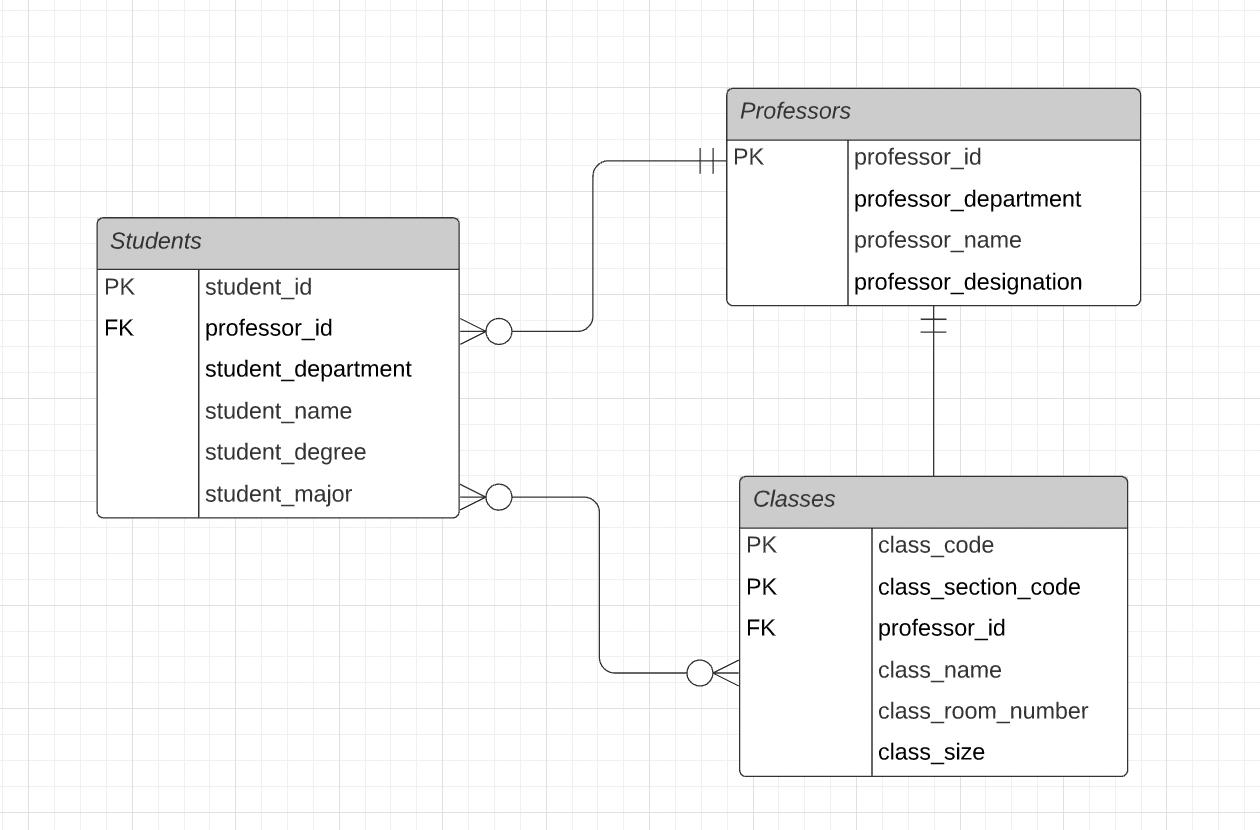 Professors
PK professor_id
professor_department
professor_name
professor_designation
Students
PK student_id
FK professor_id
student_department
student_name
student_degree
student_major
Classes
PK class_code
PK class_section_code
FK professor_id
class_name
class_room_number
class_size